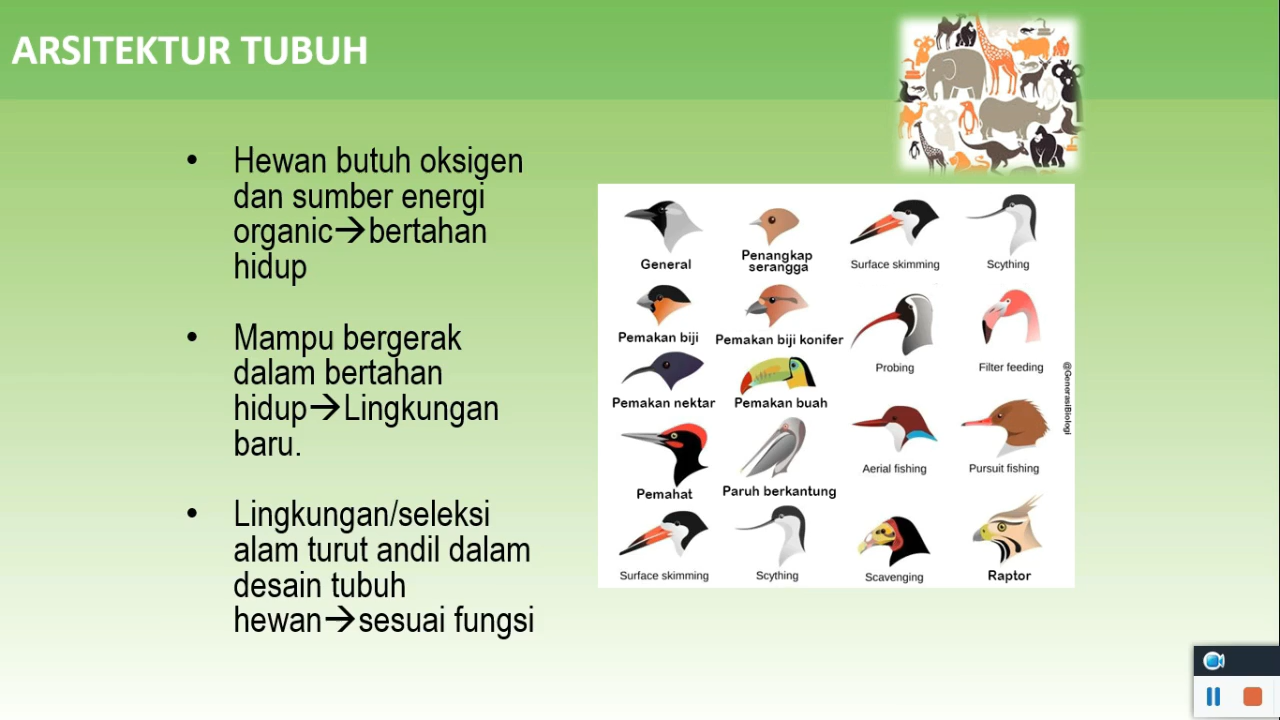 ARSITEKTUR TUBUH
• Hewan butuh oksigen
dan sumber energi
organic→bertahan
hidup
• Mampu bergerak
dalam bertahan
hidup→Lingkungan
baru.
• Lingkungan/seleksi
alam turut andil dalam
desain tubuh
hewan→sesuai fungsi
General
Penangkap
serangga
Surface skimming
Scything
Pemakan biji
Pemakan biji konifer
Probing
Filter feeding
Pemakan nektar
Pemakan buah
Aerial fishing
Pursuit fishing
Pemahat
Paruh berkantung
Surface skimming
Scything
Scavenging
Raptor
@GenerasiBiologi